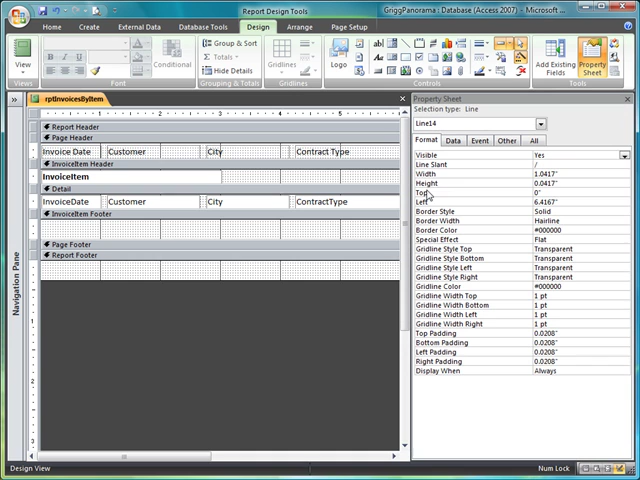 Report Design Tools
GriggPanorama : Database (Access 2007) - Microsoft ...
Home
Create
External Data
Database Tools
Design
Arrange
Page Setup
View
Views
Font
Conditional
Group & Sort
Hide Details
Grouping & Totals
Gridlines
Gridlines
Logo
Controls
Add Existing Fields
Property Sheet
Tools
rptInvoicesByItem
Property Sheet
Selection type: Line
Line14
Format
Data
Event
Other
All
1
2
3
4
5
Report Header
Page Header
Invoice Date
Customer
City
Contract Type
InvoiceItem Header
InvoiceItem
Detail
InvoiceDate
Customer
City
ContractType
InvoiceItem Footer
Page Footer
Report Footer
Navigation Pane
1
2
3
Visible Yes
Line Slant /
Width 1.0417"
Height 0.0417"
Top 0"
Left 6.4167"
Border Style Solid
Border Width Hairline
Border Color #000000
Special Effect Flat
Gridline Style Top Transparent
Gridline Style Bottom Transparent
Gridline Style Left Transparent
Gridline Style Right Transparent
Gridline Color #000000
Gridline Width Top 1 pt
Gridline Width Bottom 1 pt
Gridline Width Left 1 pt
Gridline Width Right 1 pt
Top Padding 0.0208"
Bottom Padding 0.0208"
Left Padding 0.0208"
Right Padding 0.0208"
Display When Always
Design View
Num Lock